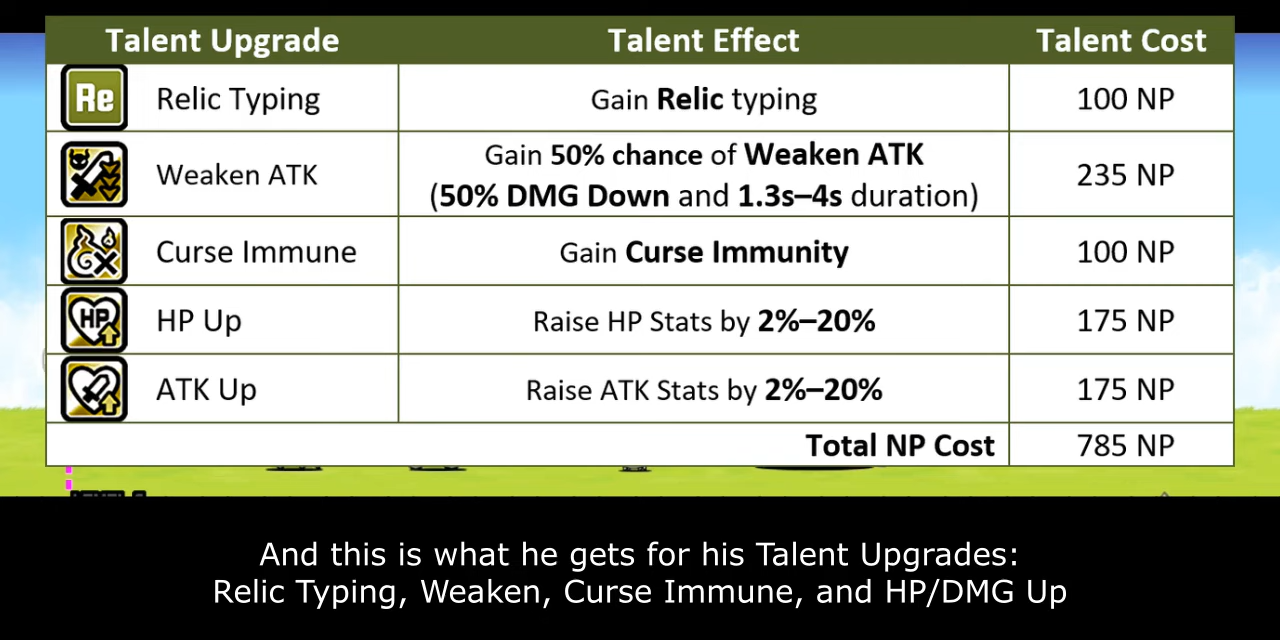 Talent Upgrade Talent Effect Talent Cost
Re Relic Typing Gain Relic typing 100 NP
Weaken ATK Gain 50% chance of Weaken ATK
(50% DMG Down and 1.3s–4s duration) 235 NP
Curse Immune Gain Curse Immunity 100 NP
HP HP Up Raise HP Stats by 2%–20% 175 NP
ATK Up Raise ATK Stats by 2%–20% 175 NP
Total NP Cost 785 NP
And this is what he gets for his Talent Upgrades:
Relic Typing, Weaken, Curse Immune, and HP/DMG Up